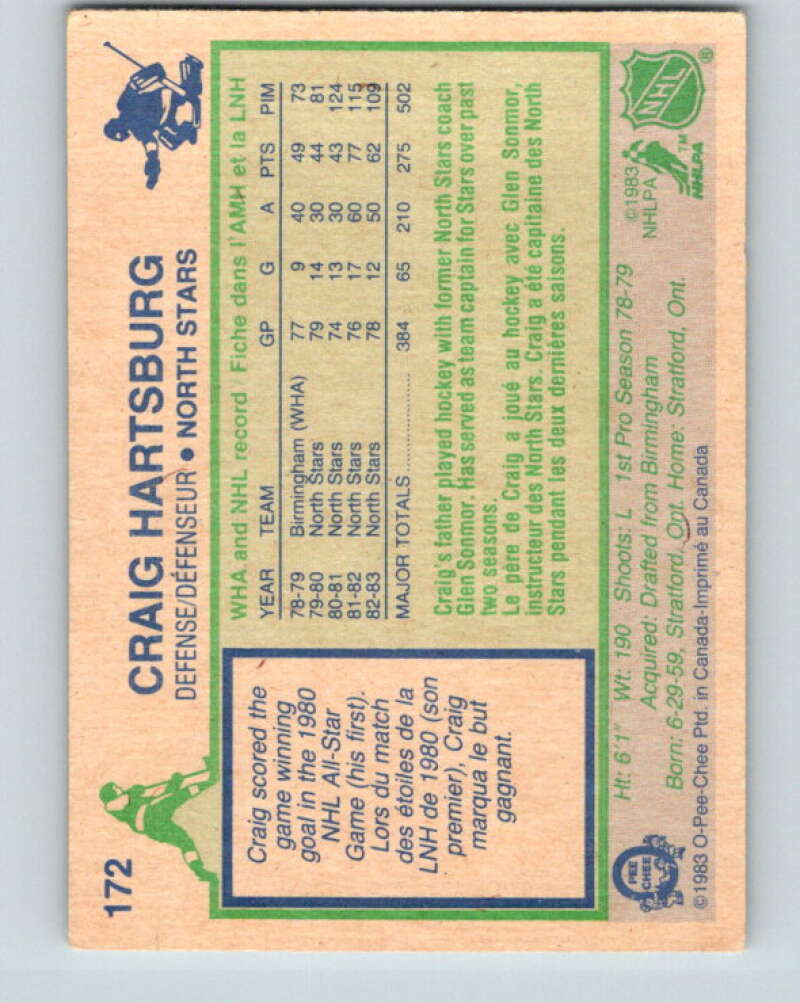 172
CRAIG HARTSBURG
DEFENSE/DÉFENSEUR • NORTH STARS
Craig scored the
game winning
goal in the 1980
NHL All-Star
Game (his first).
Lors du match
des étoiles de la
LNH de 1980 (son
premier), Craig
marqua le but
gagnant.
WHA and NHL record / Fiche dans l'AMH et la LNH
YEAR TEAM GP G A PTS PIM
78-79 Birmingham (WHA) 77 9 40 49 73
79-80 North Stars 79 14 30 44 81
80-81 North Stars 74 13 30 43 124
81-82 North Stars 76 17 60 77 115
82-83 North Stars 78 12 50 62 109
MAJOR TOTALS .................. 384 65 210 275 502
Craig's father played hockey with former North Stars coach
Glen Sonmor. Has served as team captain for Stars over past
two seasons.
Le père de Craig a joué au hockey avec Glen Sonmor,
instructeur des North Stars. Craig a été capitaine des North
Stars pendant les deux dernières saisons.
Ht: 6'1" Wt: 190 Shoots: L 1st Pro Season 78-79
Acquired: Drafted from Birmingham
Born: 6-29-59, Stratford, Ont. Home: Stratford, Ont.
©1983 O-Pee-Chee Ptd. in Canada-Imprimé au Canada
O
PEE
CHEE
©1983
NHLPA
NHL
®
TM
NHLPA